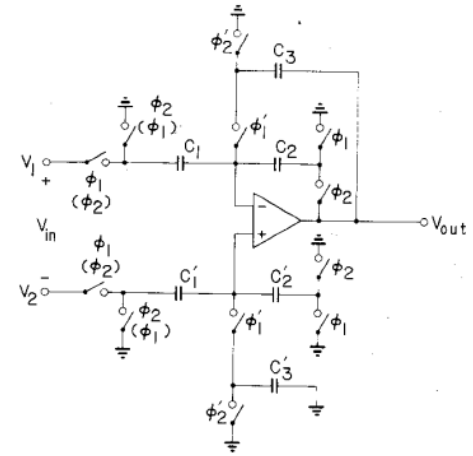 ϕ2'
C3
ϕ2
(ϕ1)
ϕ1'
ϕ1
V1
+
C1
C2
ϕ1
(ϕ2)
ϕ2
−
+
Vin
Vout
ϕ1
(ϕ2)
ϕ2
−
V2
C1'
C2'
ϕ2
(ϕ1)
ϕ1'
ϕ1
C3'
ϕ2'